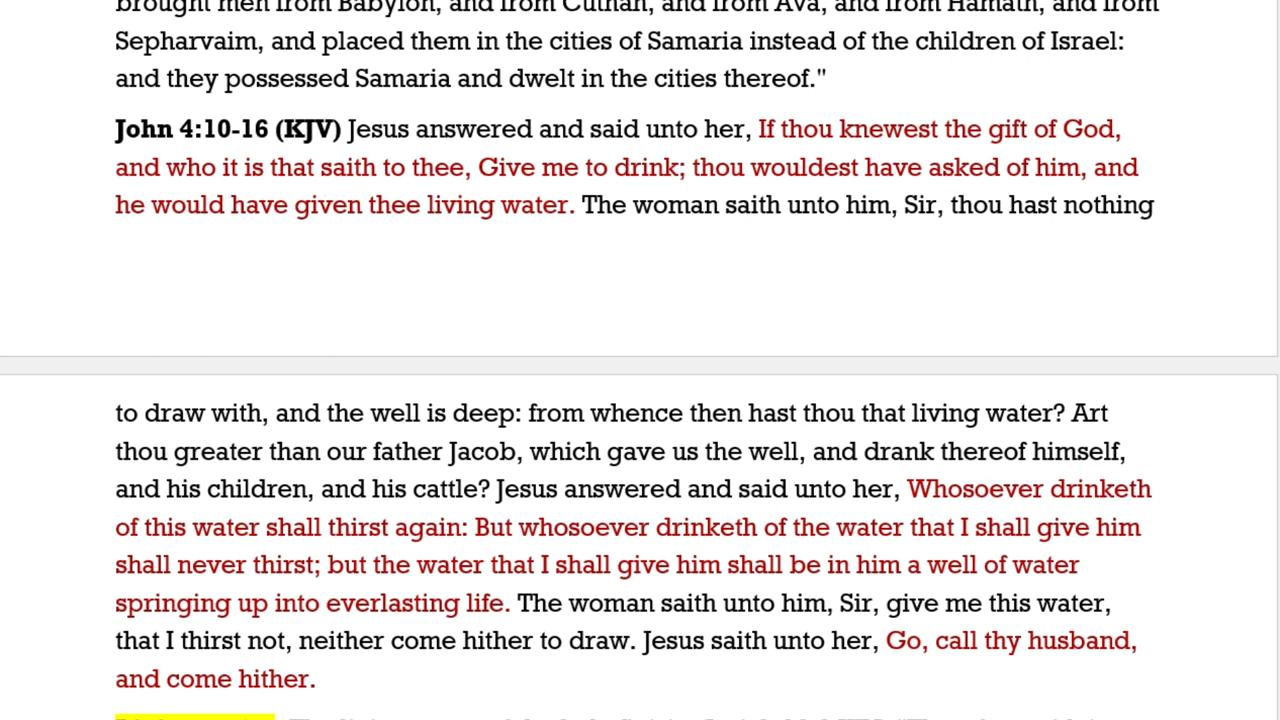 brought men from Babylon, and from Cuthah, and from Ava, and from Hamath, and from
Sepharvaim, and placed them in the cities of Samaria instead of the children of Israel:
and they possessed Samaria and dwelt in the cities thereof."
John 4:10-16 (KJV) Jesus answered and said unto her, If thou knewest the gift of God,
and who it is that saith to thee, Give me to drink; thou wouldest have asked of him, and
he would have given thee living water. The woman saith unto him, Sir, thou hast nothing
to draw with, and the well is deep: from whence then hast thou that living water? Art
thou greater than our father Jacob, which gave us the well, and drank thereof himself,
and his children, and his cattle? Jesus answered and said unto her, Whosoever drinketh
of this water shall thirst again: But whosoever drinketh of the water that I shall give him
shall never thirst; but the water that I shall give him shall be in him a well of water
springing up into everlasting life. The woman saith unto him, Sir, give me this water,
that I thirst not, neither come hither to draw. Jesus saith unto her, Go, call thy husband,
and come hither.